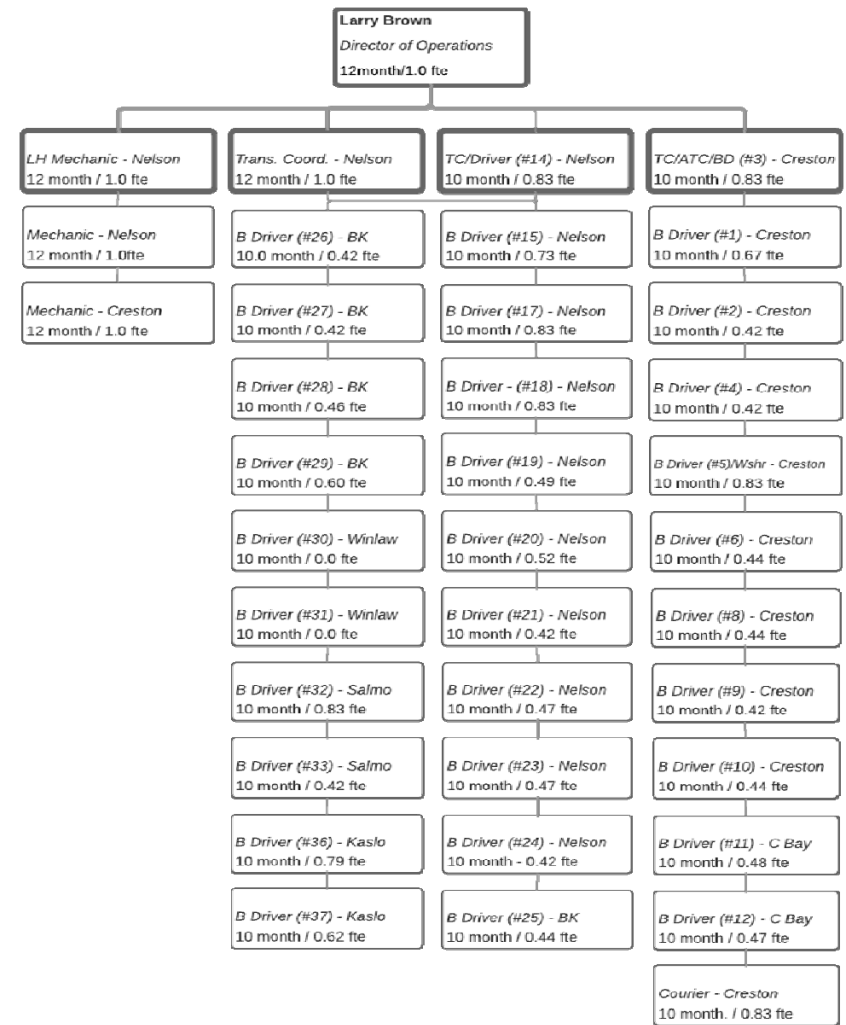 Larry Brown
Director of Operations
12month/1.0 fte
LH Mechanic - Nelson
12 month / 1.0 fte
Mechanic - Nelson
12 month / 1.0fte
Mechanic - Creston
12 month / 1.0 fte
Trans. Coord. - Nelson
12 month / 1.0 fte
B Driver (#26) - BK
10.0 month / 0.42 fte
B Driver (#27) - BK
10 month / 0.42 fte
B Driver (#28) - BK
10 month / 0.46 fte
B Driver (#29) - BK
10 month / 0.60 fte
B Driver (#30) - Winlaw
10 month / 0.0 fte
B Driver (#31) - Winlaw
10 month / 0.0 fte
B Driver (#32) - Salmo
10 month / 0.83 fte
B Driver (#33) - Salmo
10 month / 0.42 fte
B Driver (#36) - Kaslo
10 month / 0.79 fte
B Driver (#37) - Kaslo
10 month / 0.62 fte
TC/Driver (#14) - Nelson
10 month / 0.83 fte
B Driver (#15) - Nelson
10 month / 0.73 fte
B Driver (#17) - Nelson
10 month / 0.83 fte
B Driver - (#18) - Nelson
10 month / 0.83 fte
B Driver (#19) - Nelson
10 month / 0.49 fte
B Driver (#20) - Nelson
10 month / 0.52 fte
B Driver (#21) - Nelson
10 month / 0.42 fte
B Driver (#22) - Nelson
10 month / 0.47 fte
B Driver (#23) - Nelson
10 month / 0.47 fte
B Driver (#24) - Nelson
10 month - 0.42 fte
B Driver (#25) - BK
10 month / 0.44 fte
TC/ATC/BD (#3) - Creston
10 month / 0.83 fte
B Driver (#1) - Creston
10 month / 0.67 fte
B Driver (#2) - Creston
10 month / 0.42 fte
B Driver (#4) - Creston
10 month / 0.42 fte
B Driver (#5)/Wshr - Creston
10 month / 0.83 fte
B Driver (#6) - Creston
10 month / 0.44 fte
B Driver (#8) - Creston
10 month / 0.44 fte
B Driver (#9) - Creston
10 month / 0.42 fte
B Driver (#10) - Creston
10 month / 0.44 fte
B Driver (#11) - C Bay
10 month / 0.48 fte
B Driver (#12) - C Bay
10 month / 0.47 fte
Courier - Creston
10 month. / 0.83 fte